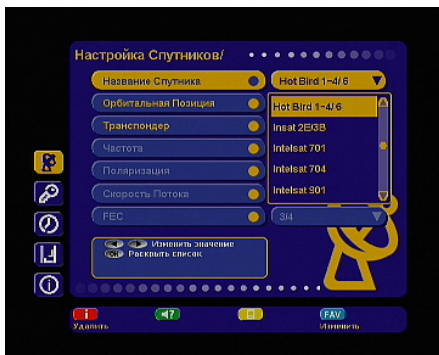 Настройка Спутников/
Название Спутника
Hot Bird 1~4/6
Орбитальная Позиция
Hot Bird 1~4/6
Транспондер
Insat 2E/3B
Частота
Intelsat 701
Поляризация
Intelsat 704
Скорость Потока
Intelsat 901
FEC
3/4
Изменить значение
Раскрыть список
i
?
FAV
Удалить
Изменить